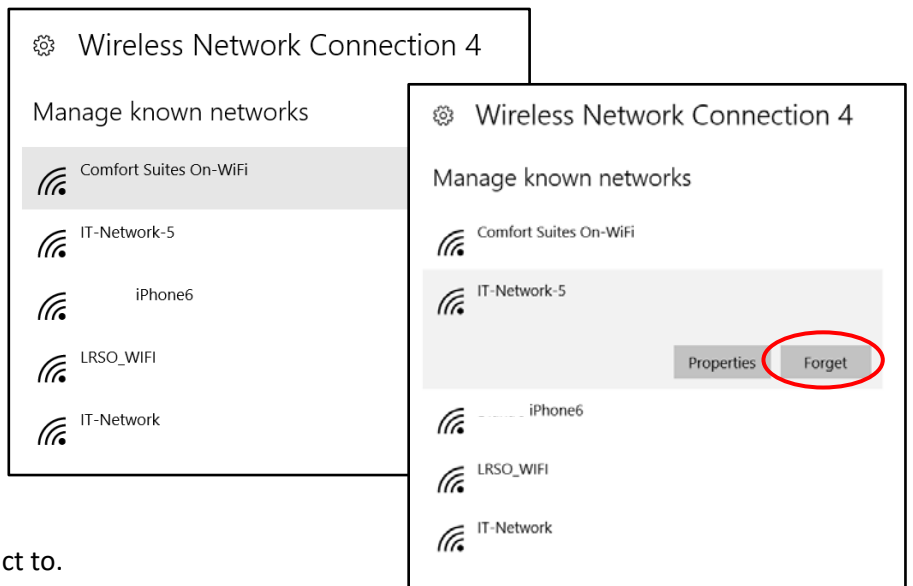 Wireless Network Connection 4
Manage known networks
Comfort Suites On-WiFi
IT-Network-5
iPhone6
LRSO_WIFI
IT-Network
Wireless Network Connection 4
Manage known networks
Comfort Suites On-WiFi
IT-Network-5
Properties Forget
iPhone6
LRSO_WIFI
IT-Network
ct to.